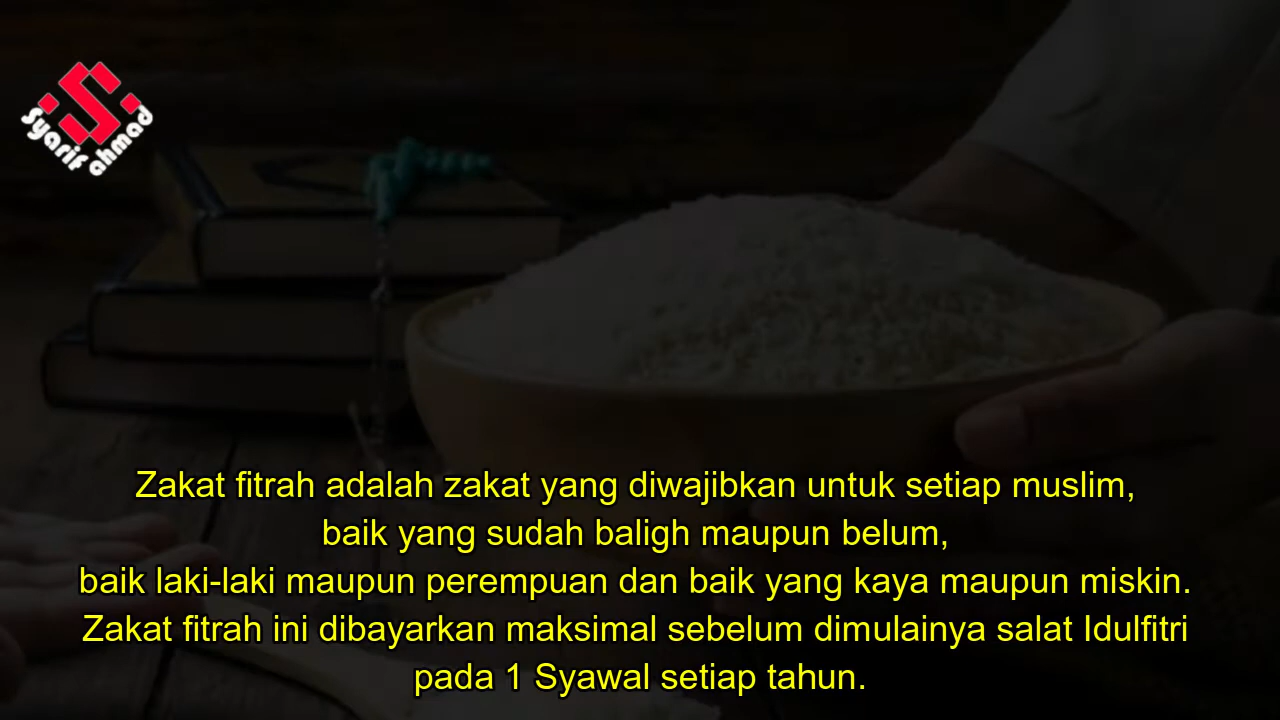 S
Syarif ahmad
Zakat fitrah adalah zakat yang diwajibkan untuk setiap muslim,
baik yang sudah baligh maupun belum,
baik laki-laki maupun perempuan dan baik yang kaya maupun miskin.
Zakat fitrah ini dibayarkan maksimal sebelum dimulainya salat Idulfitri
pada 1 Syawal setiap tahun.